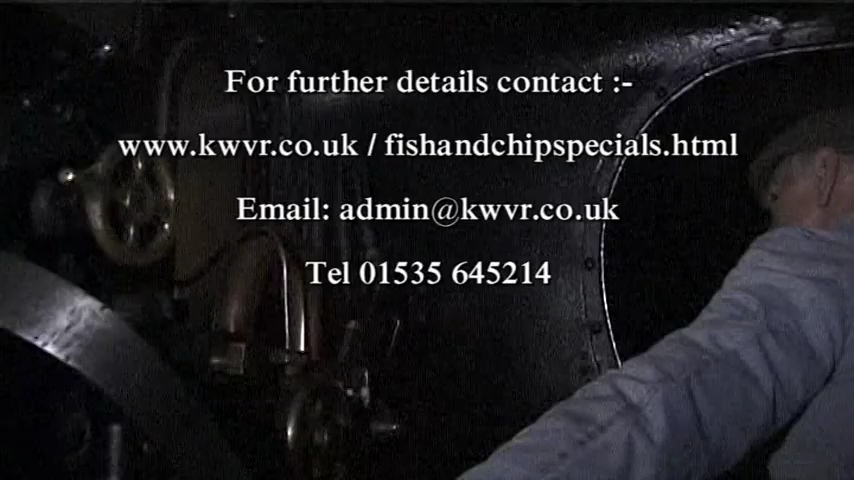 For further details contact :-
www.kwvr.co.uk / fishandchipspecials.html
Email: admin@kwvr.co.uk
Tel 01535 645214